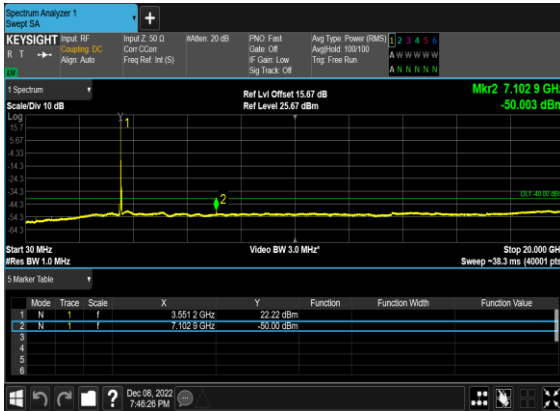 Spectrum Analyzer 1
Swept SA
+
KEYSIGHT
R T
Input: RF
Coupling: DC
Align: Auto
Input Z: 50 Ω
Corr CCorr
Freq Ref: Int (S)
#Atten: 20 dB
PNO: Fast
Gate: Off
IF Gain: Low
Sig Track: Off
Avg Type: Power (RMS)
Avg|Hold: 100/100
Trig: Free Run
1 2 3 4 5 6
A W W W W W
A N N N N N
1 Spectrum
Scale/Div 10 dB
Ref Lvl Offset 15.67 dB
Ref Level 25.67 dBm
Mkr2 7.102 9 GHz
-50.003 dBm
Log
15.7
5.67
-4.33
-14.3
-24.3
-34.3
-44.3
-54.3
-64.3
1
2
DL1 -40.00 dBm
Start 30 MHz
#Res BW 1.0 MHz
Video BW 3.0 MHz*
Stop 20.000 GHz
Sweep ~38.3 ms (40001 pts)
5 Marker Table
Mode Trace Scale X Y Function Function Width Function Value
1 N 1 f 3.551 2 GHz 22.22 dBm
2 N 1 f 7.102 9 GHz -50.00 dBm
3
4
5
6
?
Dec 08, 2022
7:46:26 PM